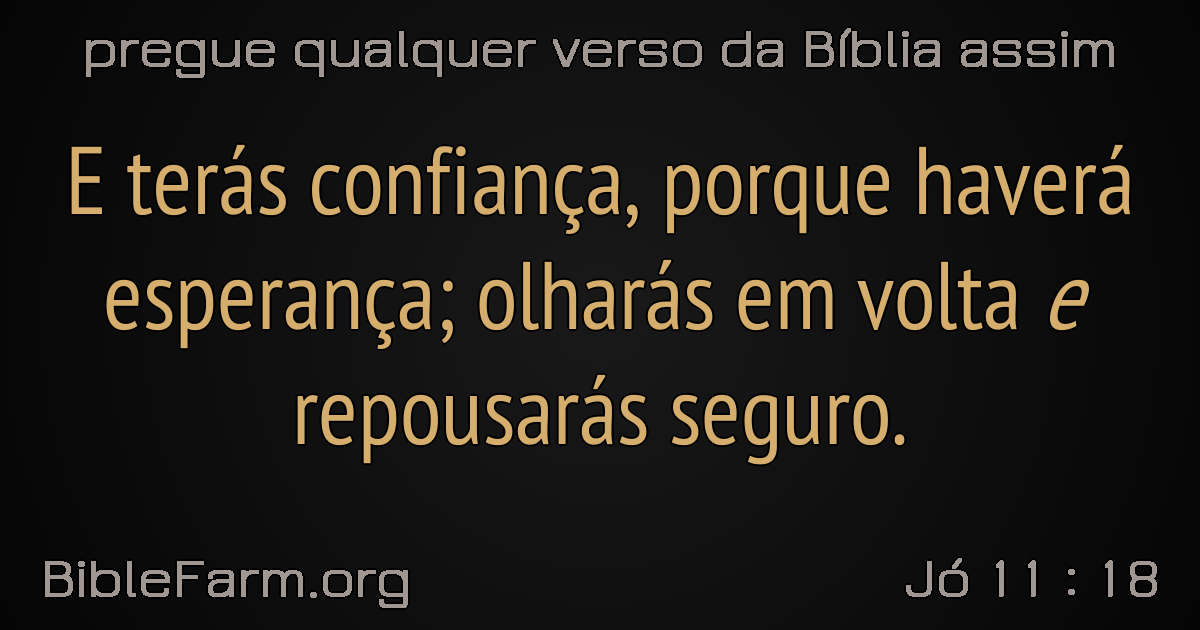 pregue qualquer verso da Bíblia assim
E terás confiança, porque haverá
esperança; olharás em volta e
repousarás seguro.
BibleFarm.org
Jó 11 : 18